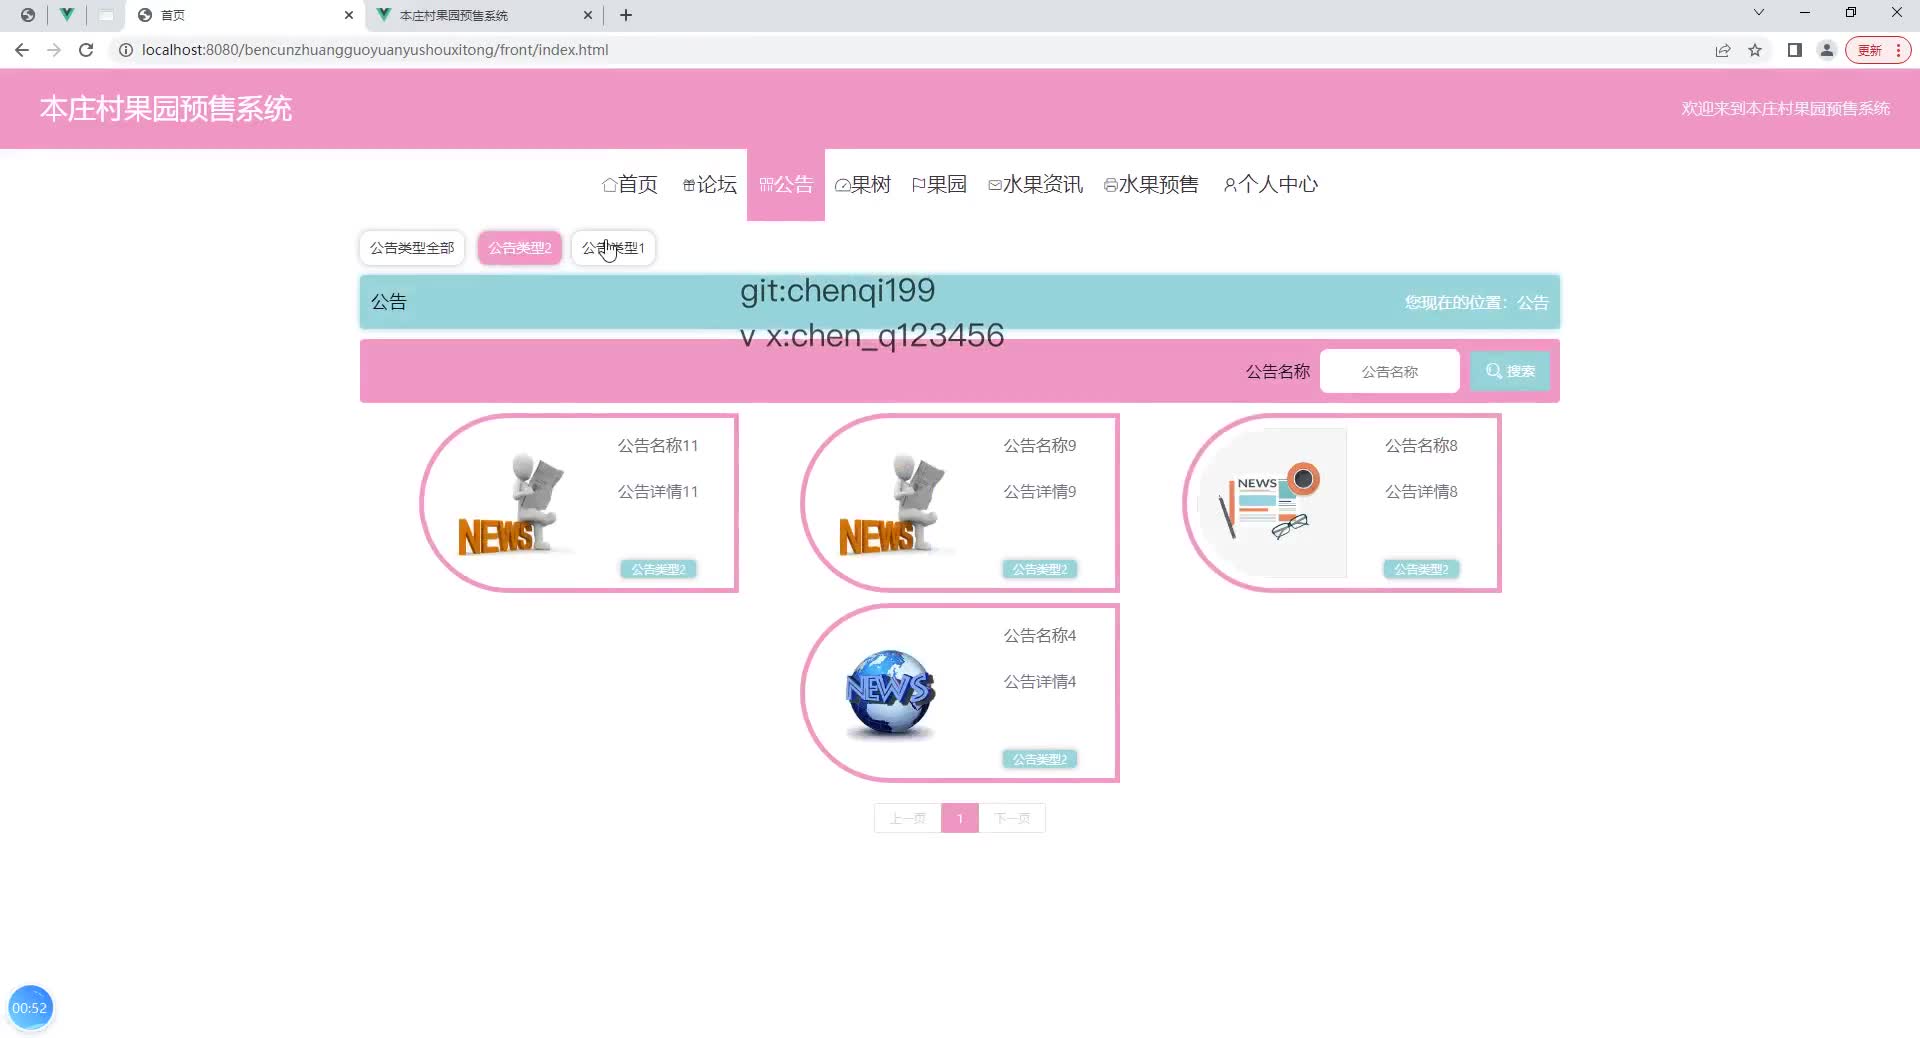 首页
本庄村果园预售系统
localhost:8080/bencunzhuangguoyuanyushouxitong/front/index.html
更新
本庄村果园预售系统
欢迎来到本庄村果园预售系统
首页 论坛 公告 果树 果园 水果资讯 水果预售 个人中心
公告类型全部 公告类型2 公告类型1
公告
git:chenqi199
您现在的位置：公告
v x:chen_q123456
公告名称 公告名称 搜索
公告名称11
公告详情11
NEWS
公告类型2
公告名称9
公告详情9
NEWS
公告类型2
公告名称8
公告详情8
NEWS
公告类型2
公告名称4
公告详情4
NEWS
公告类型2
上一页 1 下一页
00:52